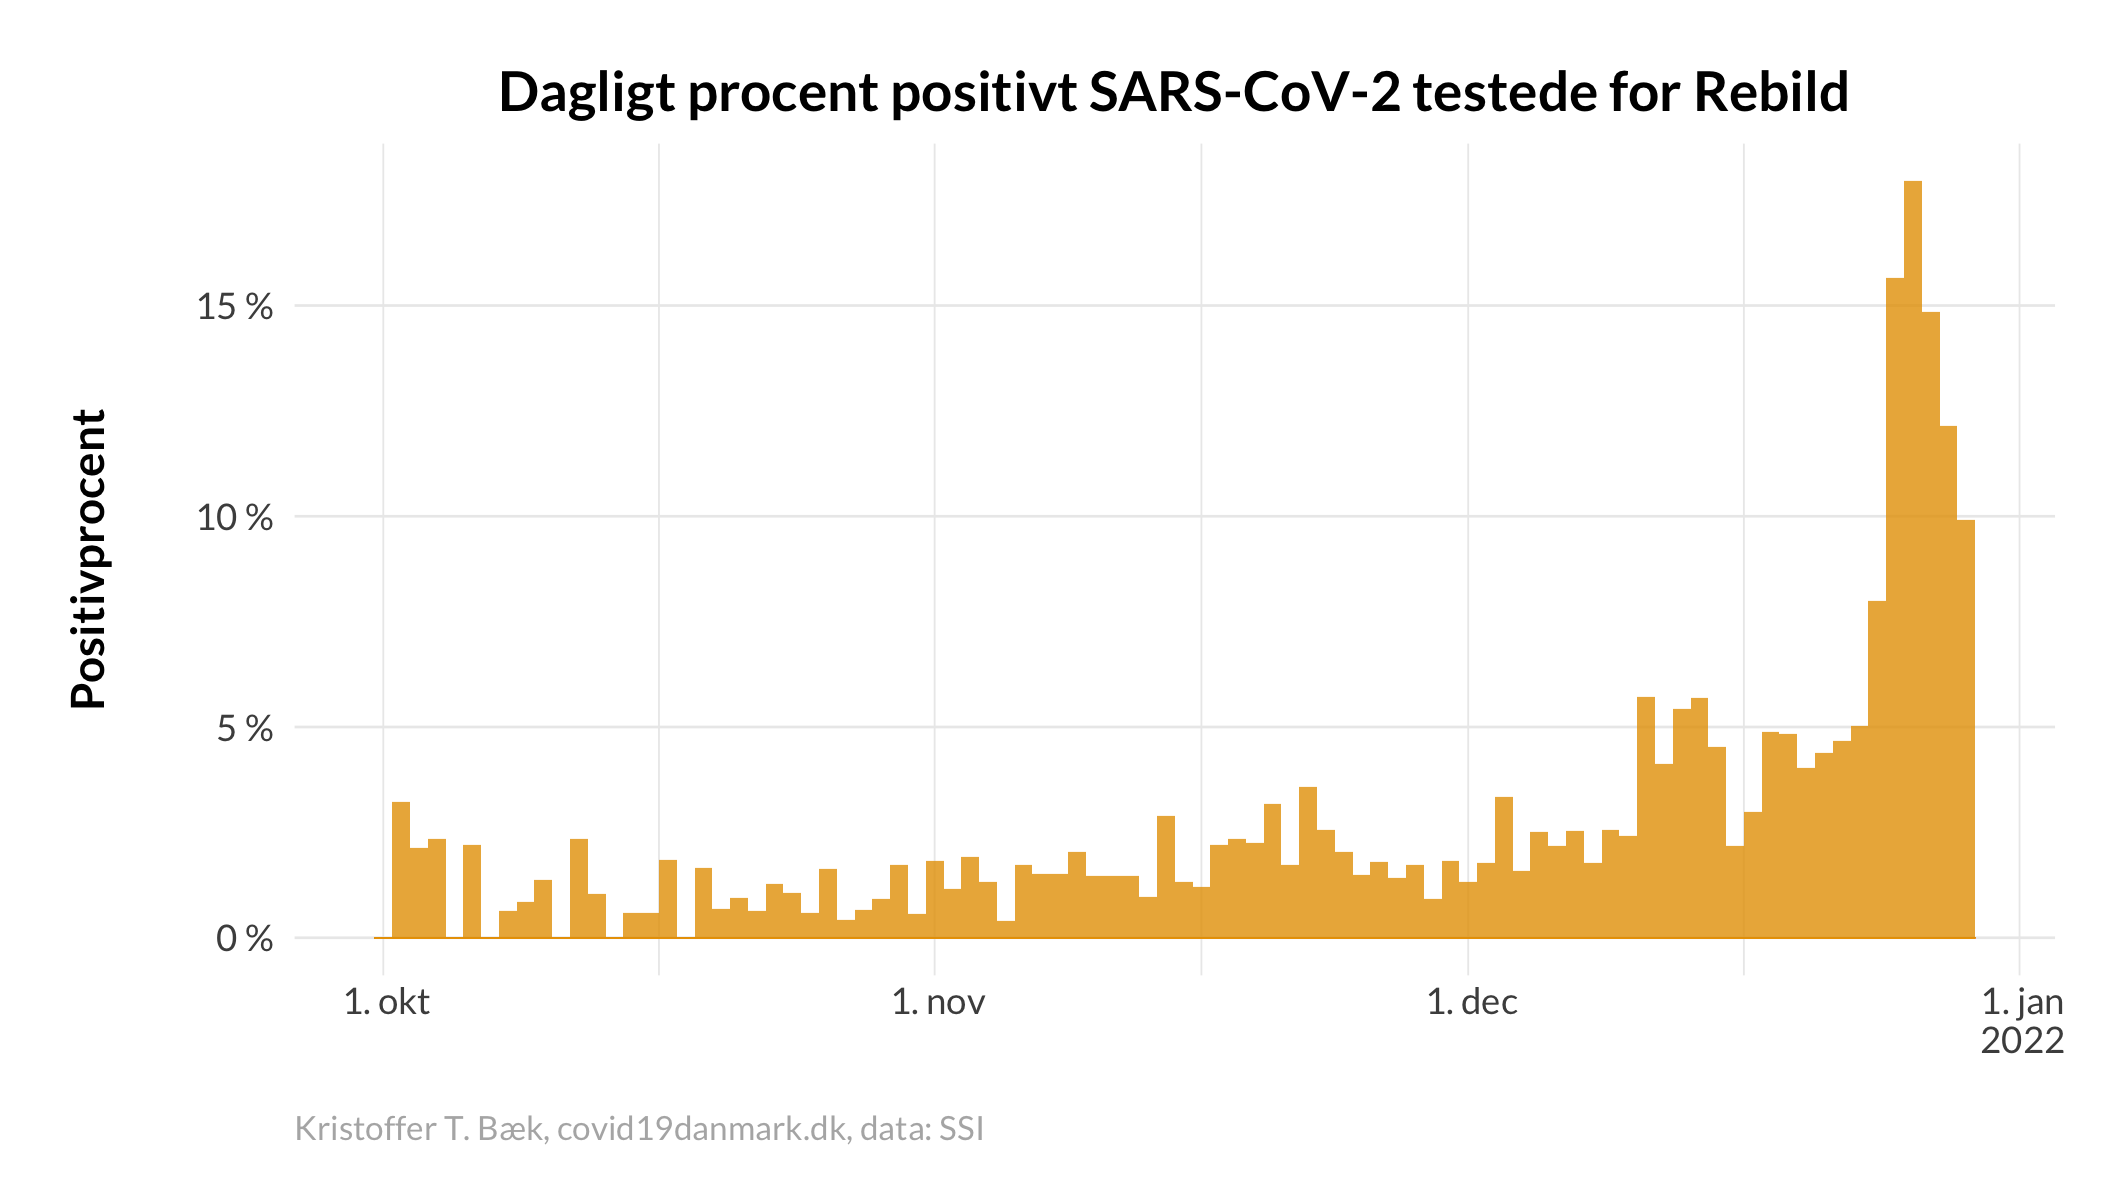 Dagligt procent positivt SARS-CoV-2 testede for Rebild
Positivprocent
15 %
10 %
5 %
0 %
1. okt
1. nov
1. dec
1. jan
2022
Kristoffer T. Bæk, covid19danmark.dk, data: SSI